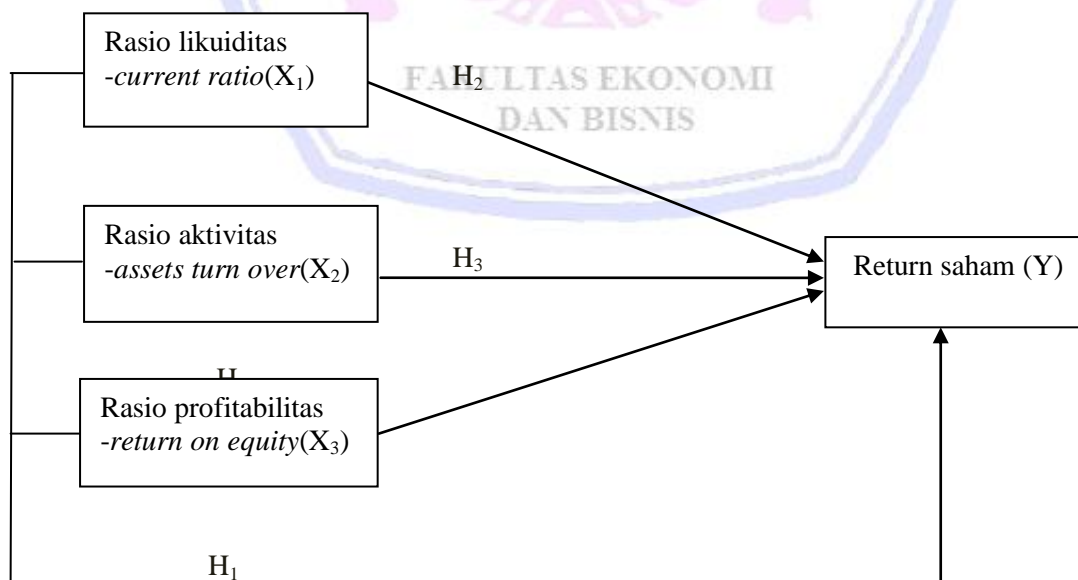 Rasio likuiditas
-current ratio(X₁)
H₂
FAKULTAS EKONOMI
DAN BISNIS
Rasio aktivitas
-assets turn over(X₂)
H₃
Return saham (Y)
H
Rasio profitabilitas
-return on equity(X₃)
H₁